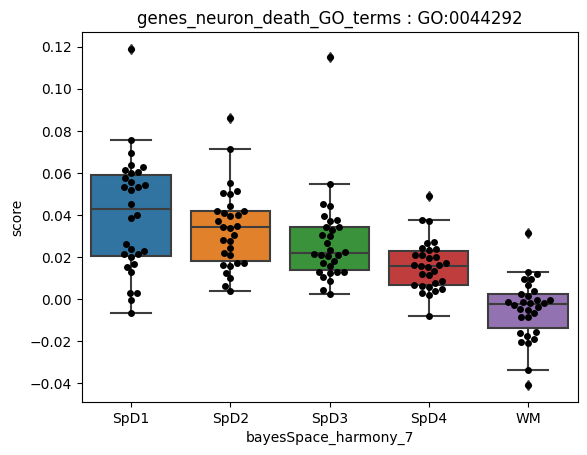 genes_neuron_death_GO_terms : GO:0044292
score
0.12
0.10
0.08
0.06
0.04
0.02
0.00
−0.02
−0.04
SpD1 SpD2 SpD3 SpD4 WM
bayesSpace_harmony_7